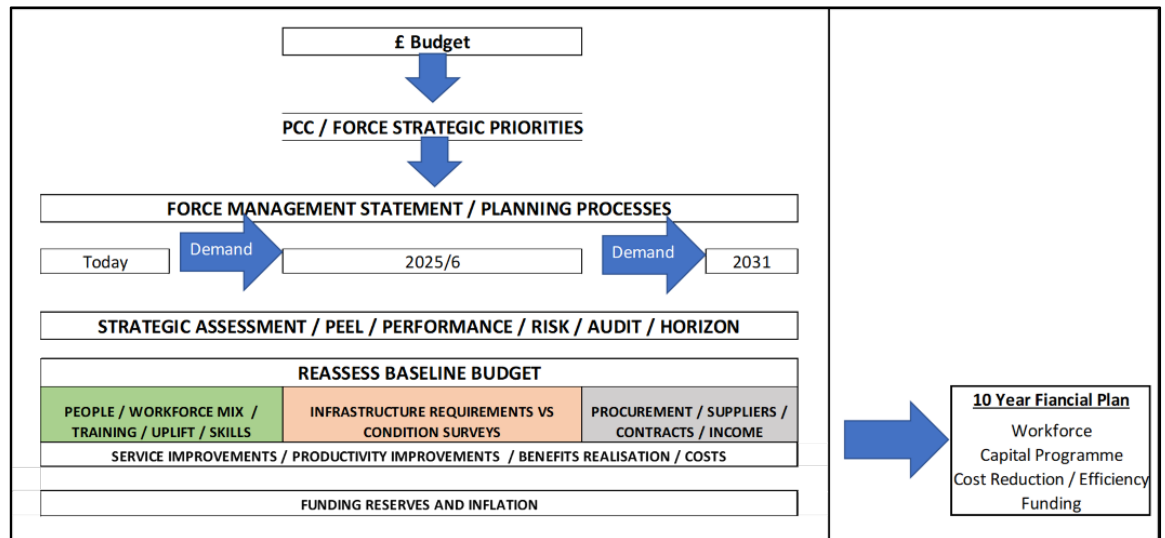 £ Budget
PCC / FORCE STRATEGIC PRIORITIES
FORCE MANAGEMENT STATEMENT / PLANNING PROCESSES
Today
Demand
2025/6
Demand
2031
STRATEGIC ASSESSMENT / PEEL / PERFORMANCE / RISK / AUDIT / HORIZON
REASSESS BASELINE BUDGET
PEOPLE / WORKFORCE MIX /
TRAINING / UPLIFT / SKILLS
INFRASTRUCTURE REQUIREMENTS VS
CONDITION SURVEYS
PROCUREMENT / SUPPLIERS /
CONTRACTS / INCOME
SERVICE IMPROVEMENTS / PRODUCTIVITY IMPROVEMENTS / BENEFITS REALISATION / COSTS
FUNDING RESERVES AND INFLATION
10 Year Fiancial Plan
Workforce
Capital Programme
Cost Reduction / Efficiency
Funding